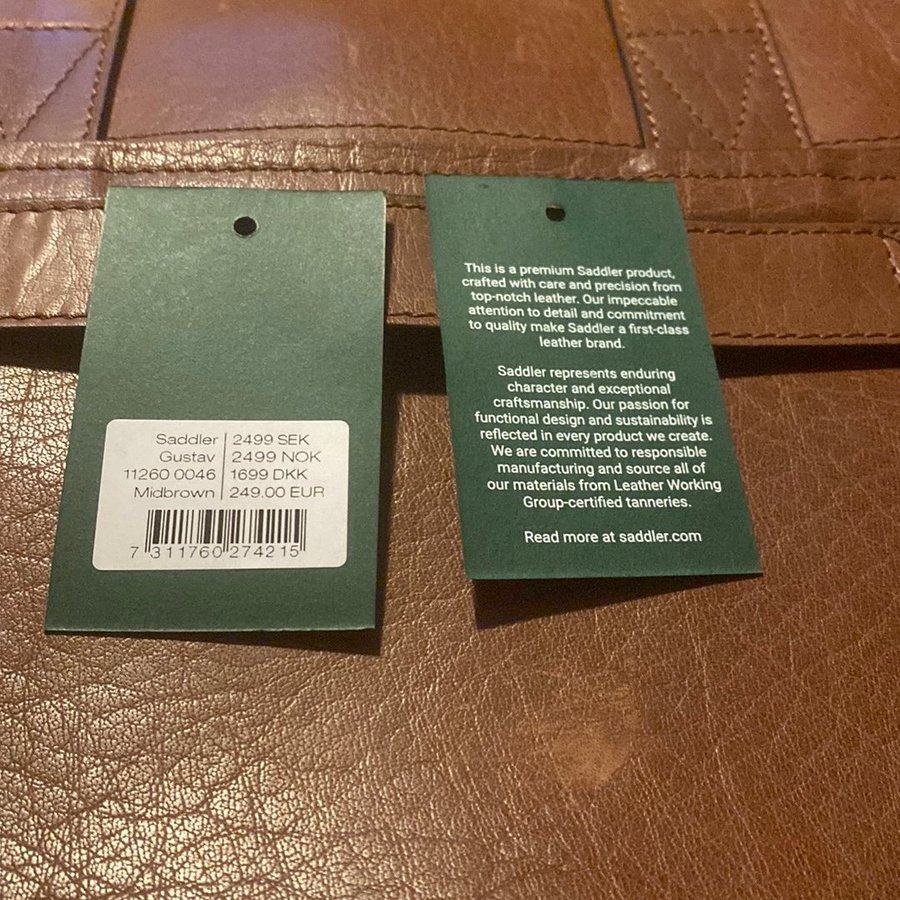 Saddler 2499 SEK
Gustav 2499 NOK
11260 0046 1699 DKK
Midbrown 249.00 EUR
7 311760 274215
This is a premium Saddler product,
crafted with care and precision from
top-notch leather. Our impeccable
attention to detail and commitment
to quality make Saddler a first-class
leather brand.
Saddler represents enduring
character and exceptional
craftsmanship. Our passion for
functional design and sustainability is
reflected in every product we create.
We are committed to responsible
manufacturing and source all of
our materials from Leather Working
Group-certified tanneries.
Read more at saddler.com